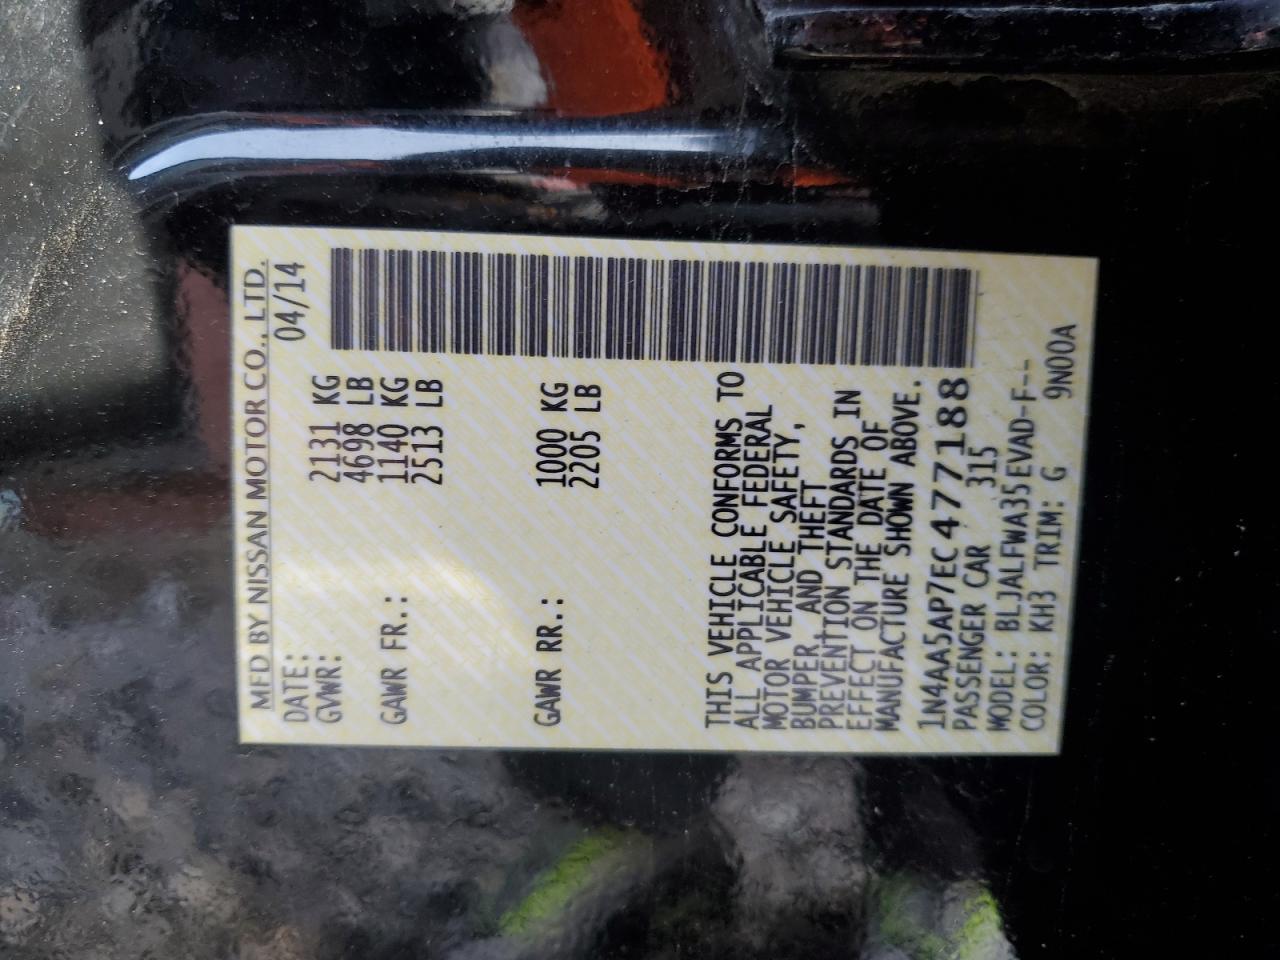 MFD BY NISSAN MOTOR CO., LTD.
DATE: 04/14
GVWR: 2131 KG
4698 LB
GAWR FR.: 1140 KG
2513 LB
GAWR RR.: 1000 KG
2205 LB
THIS VEHICLE CONFORMS TO
ALL APPLICABLE FEDERAL
MOTOR VEHICLE SAFETY,
BUMPER, AND THEFT
PREVENTION STANDARDS IN
EFFECT ON THE DATE OF
MANUFACTURE SHOWN ABOVE.
1N4AA5AP7EC477188
PASSENGER CAR 315
MODEL: BLJALFWA35EVAD-F--
COLOR: KH3 TRIM: G 9N00A